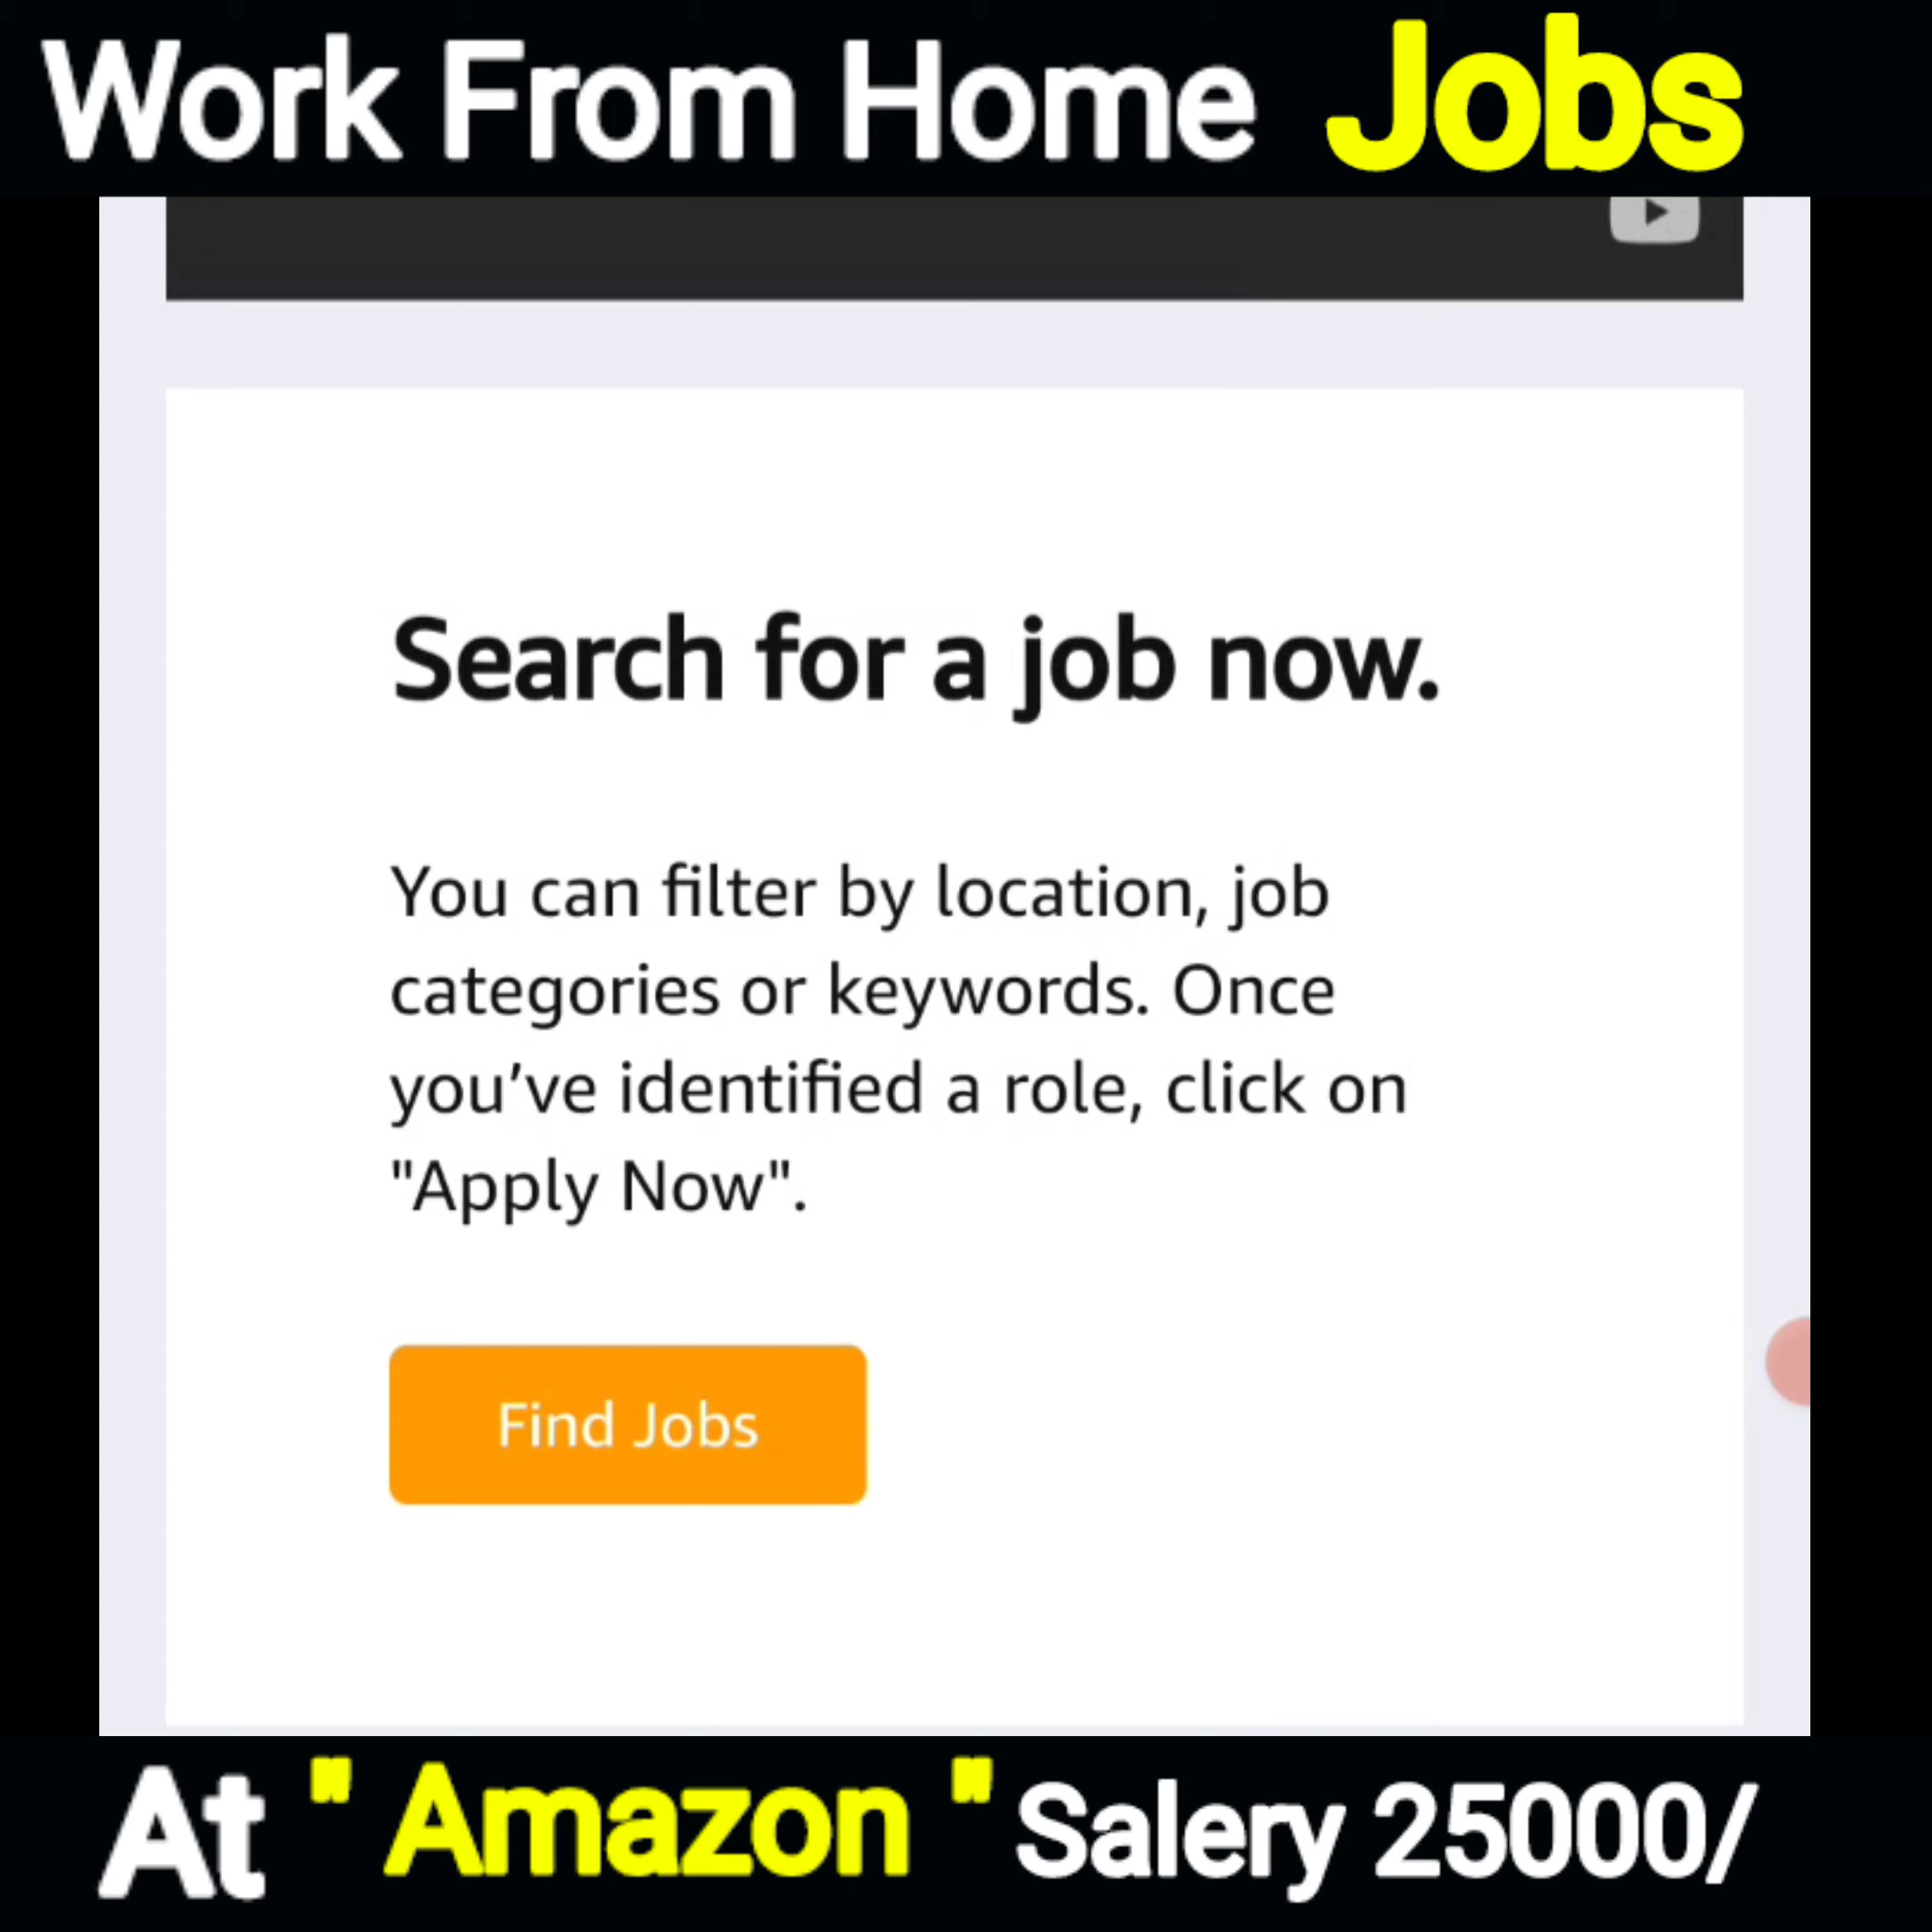 Work From Home Jobs
Search for a job now.
You can filter by location, job
categories or keywords. Once
you’ve identified a role, click on
"Apply Now".
Find Jobs
At " Amazon " Salery 25000/